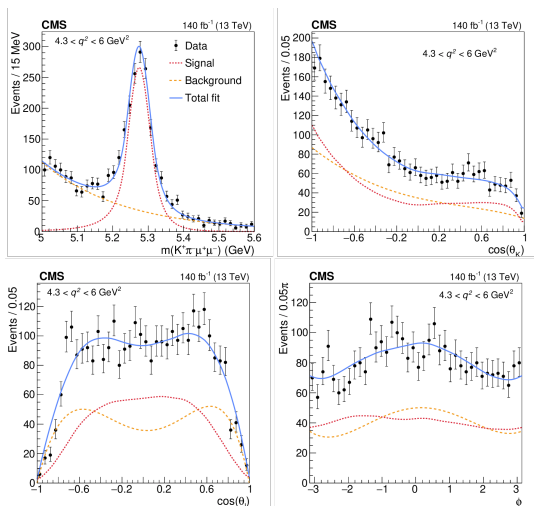 CMS 140 fb⁻¹ (13 TeV)
4.3 < q² < 6 GeV²
Data
Signal
Background
Total fit
Events / 15 MeV
300
250
200
150
100
50
0
5 5.1 5.2 5.3 5.4 5.5 5.6
m(K⁺π⁻μ⁺μ⁻) (GeV)
CMS 140 fb⁻¹ (13 TeV)
4.3 < q² < 6 GeV²
Events / 0.05
200
180
160
140
120
100
80
60
40
20
0
−1 −0.6 −0.2 0.2 0.6 1
cos(θ_K)
CMS 140 fb⁻¹ (13 TeV)
4.3 < q² < 6 GeV²
Events / 0.05
120
100
80
60
40
20
0
−1 −0.6 −0.2 0.2 0.6 1
cos(θ_l)
CMS 140 fb⁻¹ (13 TeV)
4.3 < q² < 6 GeV²
Events / 0.05π
120
100
80
60
40
20
0
−3 −2 −1 0 1 2 3
ϕ